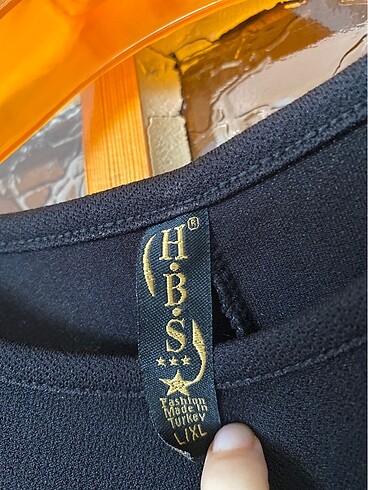 H®
B
S
Fashion
Made in
Turkey
L/XL